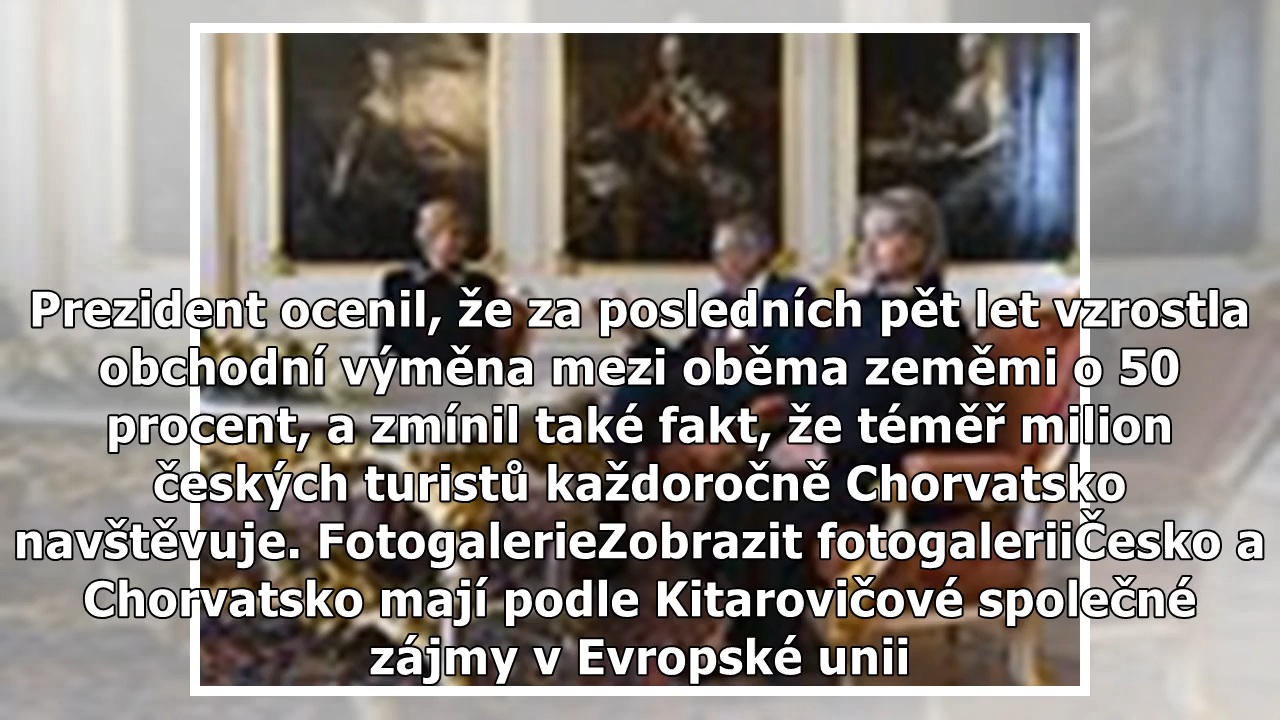 Prezident ocenil, že za posledních pět let vzrostla
obchodní výměna mezi oběma zeměmi o 50
procent, a zmínil také fakt, že téměř milion
českých turistů každoročně Chorvatsko
navštěvuje. FotogalerieZobrazit fotogaleriiČesko a
Chorvatsko mají podle Kitarovičové společné
zájmy v Evropské unii